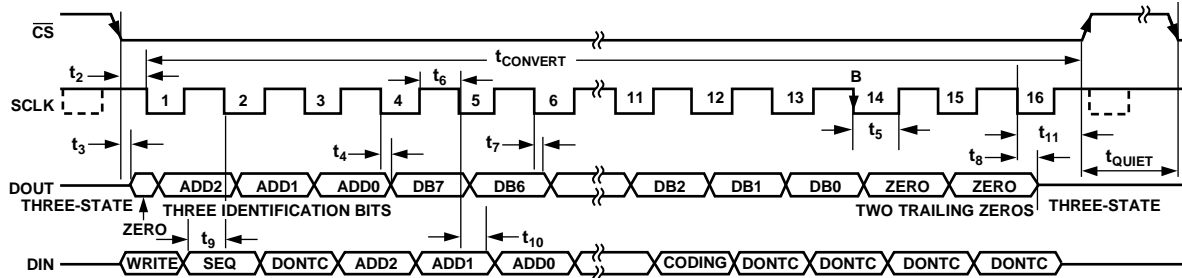 CS
t2
tCONVERT
t6
B
SCLK
1 2 3 4 5 6 11 12 13 14 15 16
t3
t4
t7
t5
t11
t8
tQUIET
DOUT
ADD2 ADD1 ADD0 DB7 DB6 DB2 DB1 DB0 ZERO ZERO
THREE-STATE
THREE IDENTIFICATION BITS
TWO TRAILING ZEROS
THREE-STATE
ZERO
t9
t10
DIN
WRITE SEQ DONTC ADD2 ADD1 ADD0 CODING DONTC DONTC DONTC DONTC